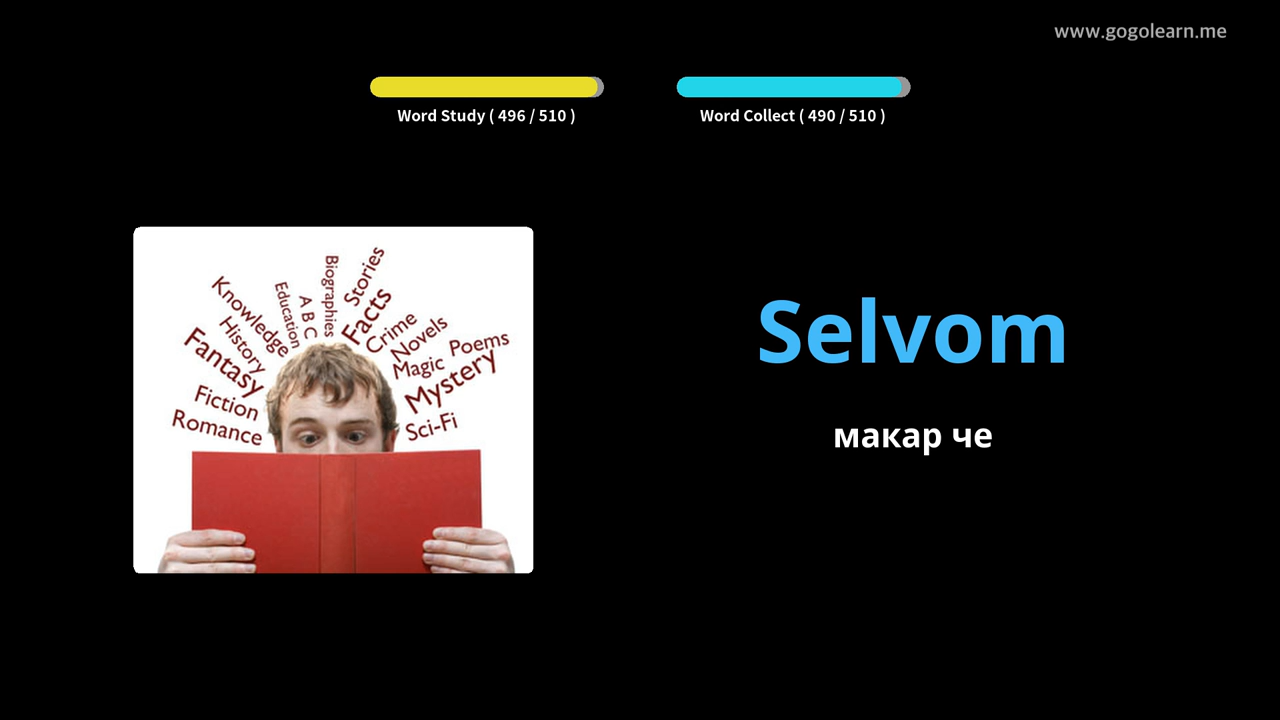 www.gogolearn.me
Word Study ( 496 / 510 )
Word Collect ( 490 / 510 )
Selvom
макар че
Knowledge
History
Fantasy
Fiction
Romance
Education
A B C
Biographies
Stories
Facts
Crime
Novels
Magic
Poems
Mystery
Sci-Fi